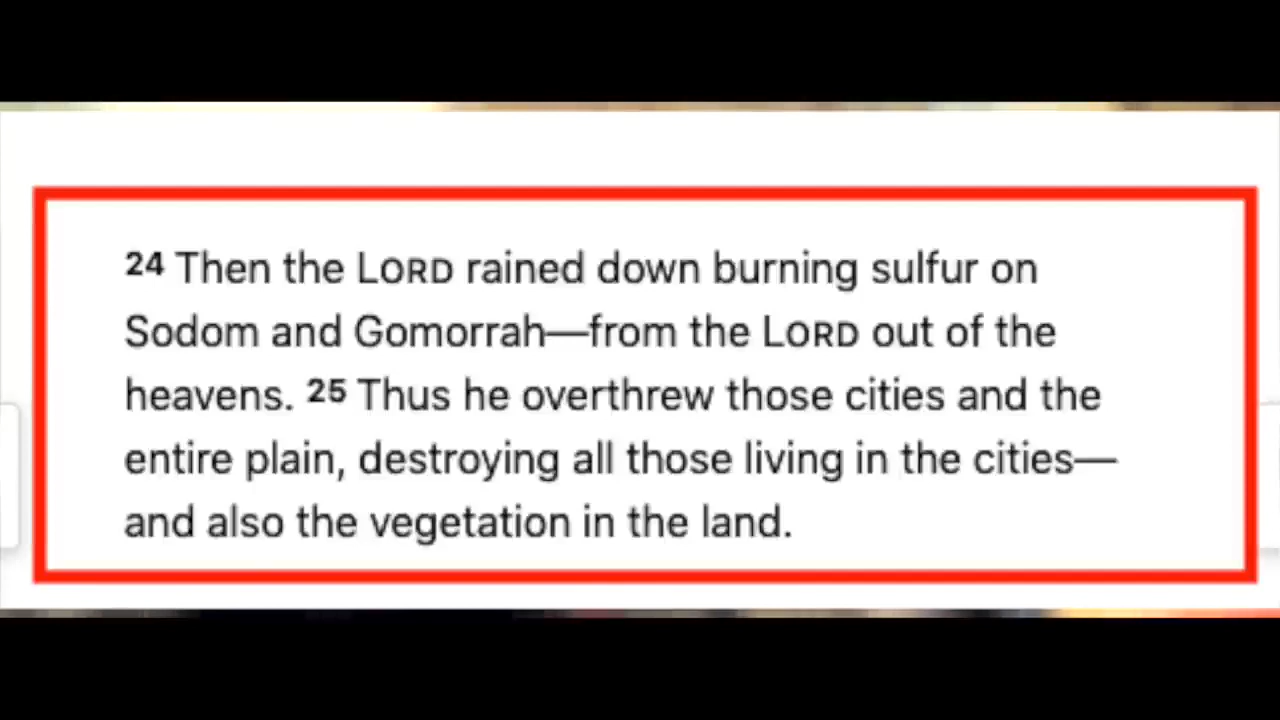 24 Then the LORD rained down burning sulfur on
Sodom and Gomorrah—from the LORD out of the
heavens. 25 Thus he overthrew those cities and the
entire plain, destroying all those living in the cities—
and also the vegetation in the land.